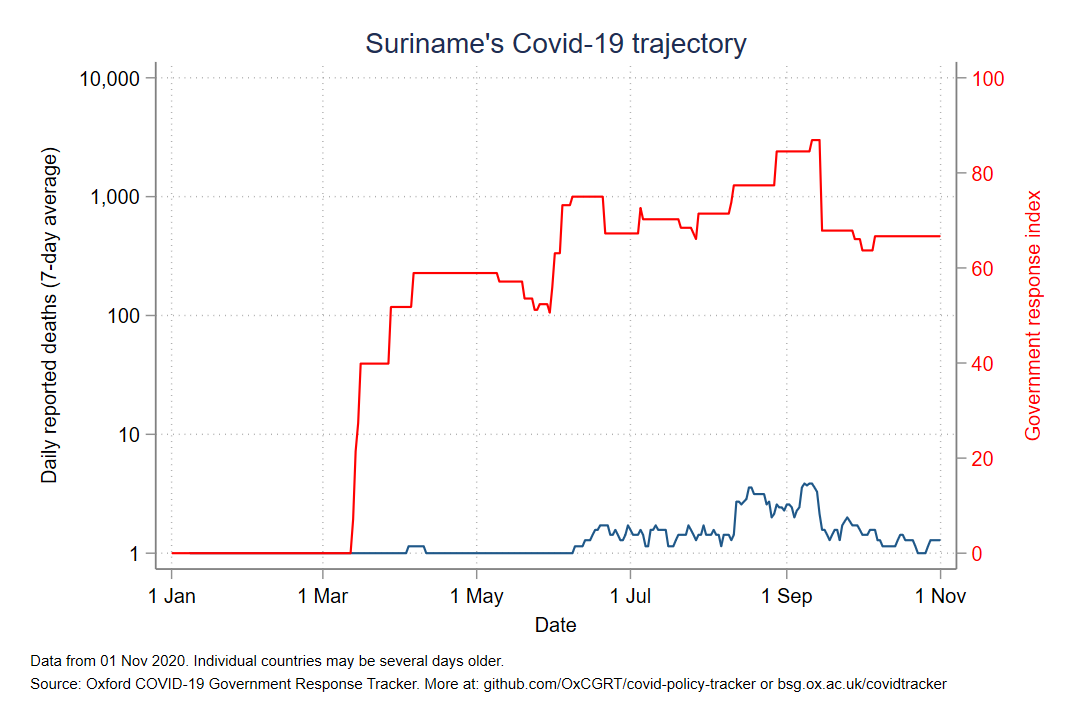 Suriname's Covid-19 trajectory
10,000
1,000
100
10
1
Daily reported deaths (7-day average)
100
80
60
40
20
0
Government response index
1 Jan
1 Mar
1 May
1 Jul
1 Sep
1 Nov
Date
Data from 01 Nov 2020. Individual countries may be several days older.
Source: Oxford COVID-19 Government Response Tracker. More at: github.com/OxCGRT/covid-policy-tracker or bsg.ox.ac.uk/covidtracker